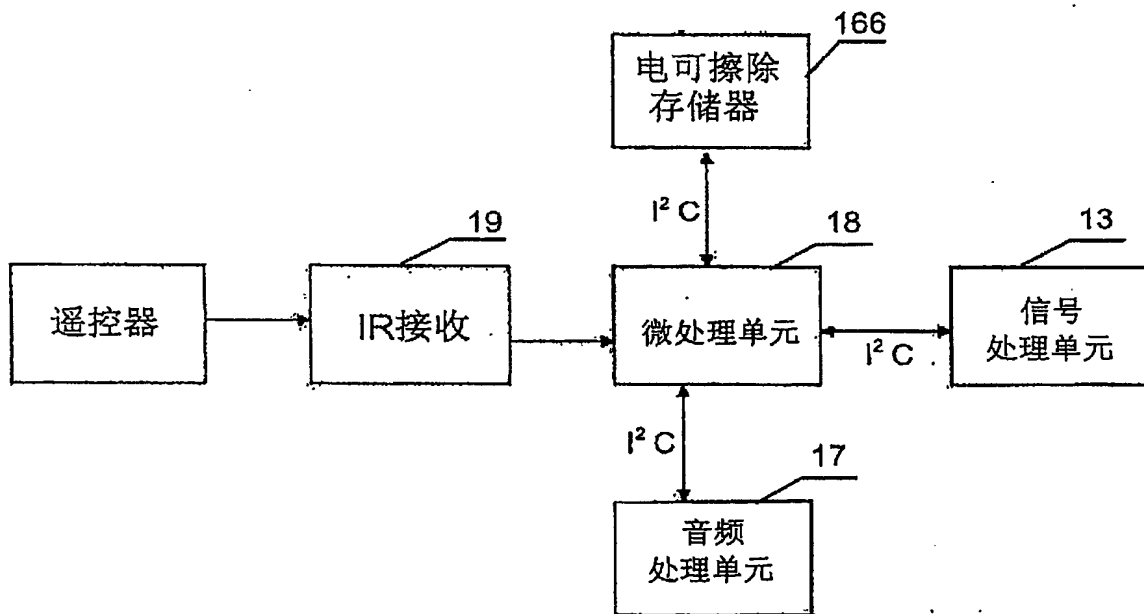 166
电可擦除
存储器
I² C
19
18
13
遥控器
IR接收
微处理单元
I² C
信号
处理单元
I² C
17
音频
处理单元